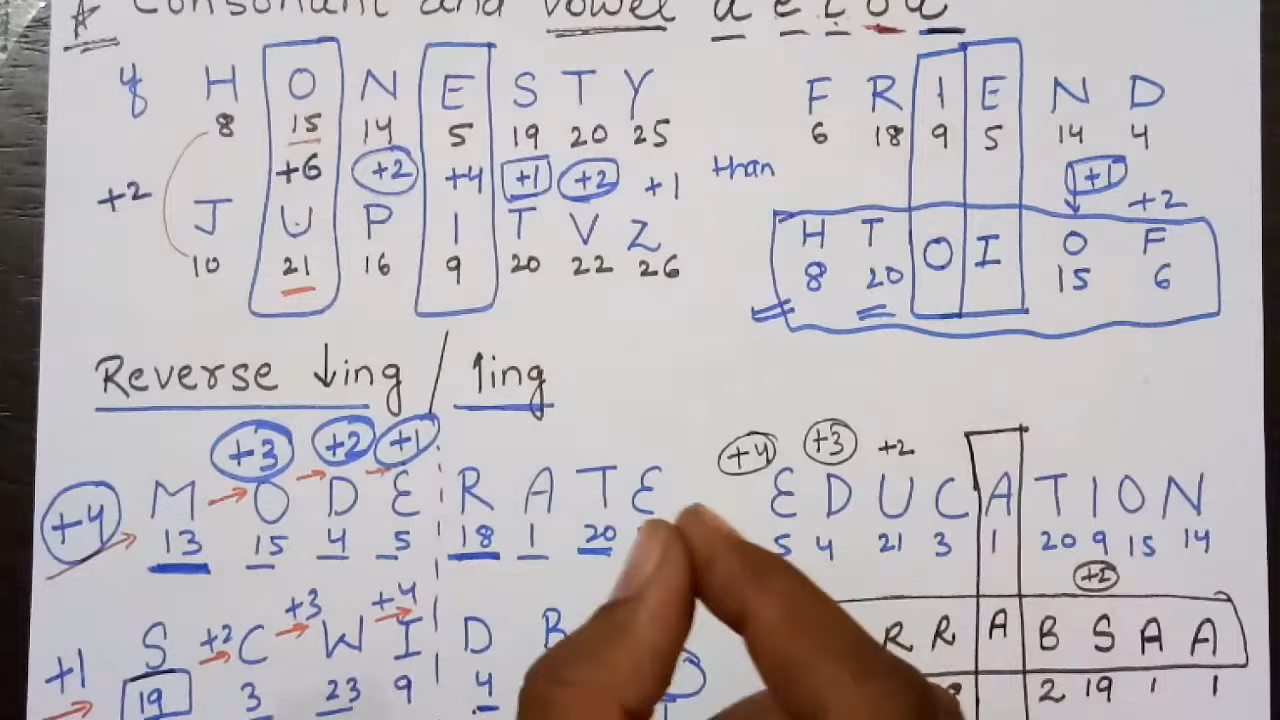 ☆ Consonant and vowel a e i o u
if H O N E S T Y
8 15 14 5 19 20 25
+2 +6 +2 +4 +1 +2 +1
J U P I T V Z
10 21 16 9 20 22 26
than
F R I E N D
6 18 9 5 14 4
+1 +2
H T O I O F
8 20 15 6
Reverse ↓ing / ↑ing
+4 +3 +2 +1
M O D E R A T E
13 15 4 5 18 1 20
+1 +2 +3 +4
S C W I D B
19 3 23 9 4
+4 +3 +2
E D U C A T I O N
5 4 21 3 1 20 9 15 14
R R A B S A A
2 19 1 1